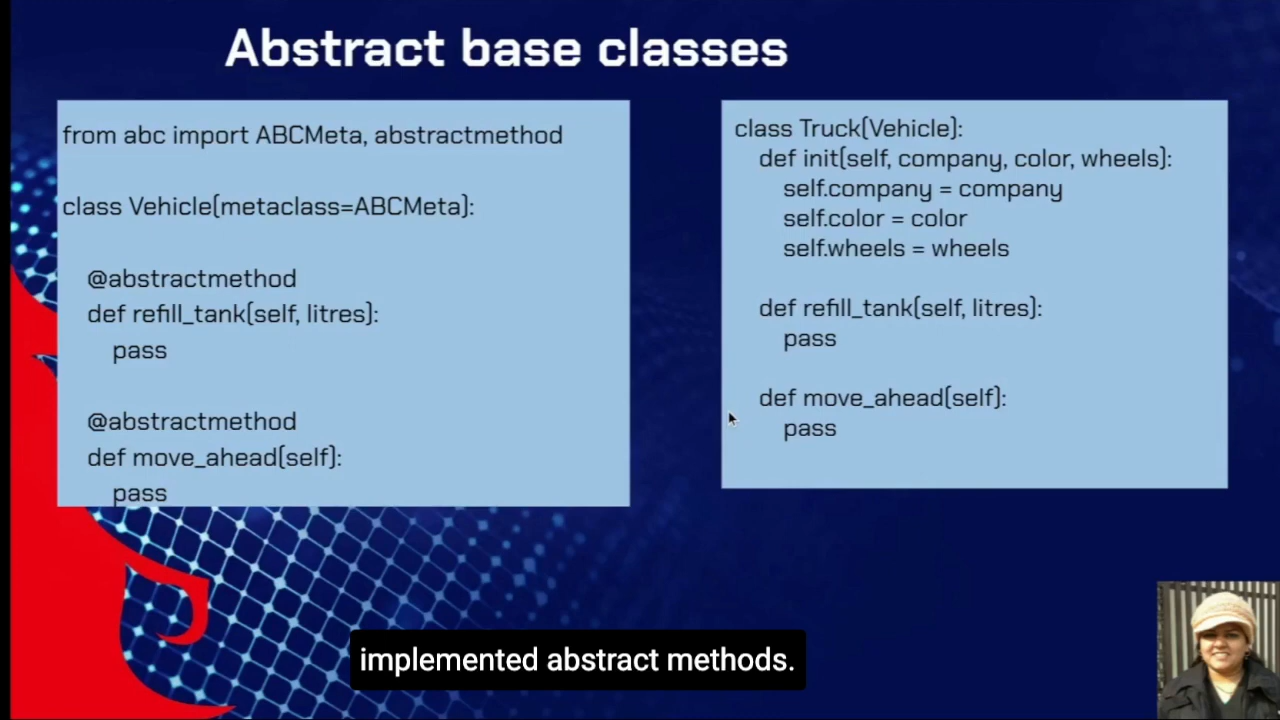 Abstract base classes
from abc import ABCMeta, abstractmethod
class Vehicle(metaclass=ABCMeta):
@abstractmethod
def refill_tank(self, litres):
pass
@abstractmethod
def move_ahead(self):
pass
class Truck(Vehicle):
def init(self, company, color, wheels):
self.company = company
self.color = color
self.wheels = wheels
def refill_tank(self, litres):
pass
def move_ahead(self):
pass
implemented abstract methods.